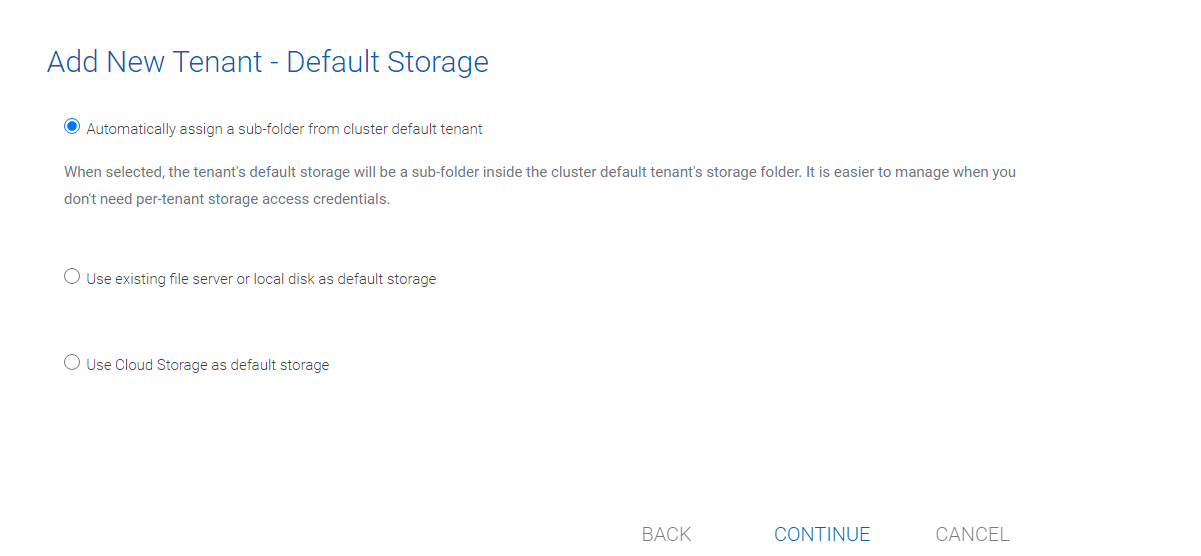 Add New Tenant - Default Storage
Automatically assign a sub-folder from cluster default tenant
When selected, the tenant's default storage will be a sub-folder inside the cluster default tenant's storage folder. It is easier to manage when you
don't need per-tenant storage access credentials.
Use existing file server or local disk as default storage
Use Cloud Storage as default storage
BACK CONTINUE CANCEL